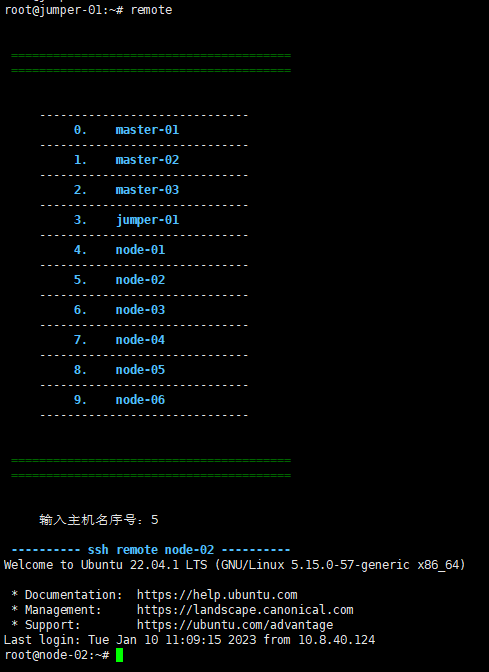 root@jumper-01:~# remote
========================================
========================================
------------------------------
0. master-01
------------------------------
1. master-02
------------------------------
2. master-03
------------------------------
3. jumper-01
------------------------------
4. node-01
------------------------------
5. node-02
------------------------------
6. node-03
------------------------------
7. node-04
------------------------------
8. node-05
------------------------------
9. node-06
------------------------------
========================================
========================================
输入主机名序号：5
---------- ssh remote node-02 ----------
Welcome to Ubuntu 22.04.1 LTS (GNU/Linux 5.15.0-57-generic x86_64)
* Documentation: https://help.ubuntu.com
* Management: https://landscape.canonical.com
* Support: https://ubuntu.com/advantage
Last login: Tue Jan 10 11:09:15 2023 from 10.8.40.124
root@node-02:~#